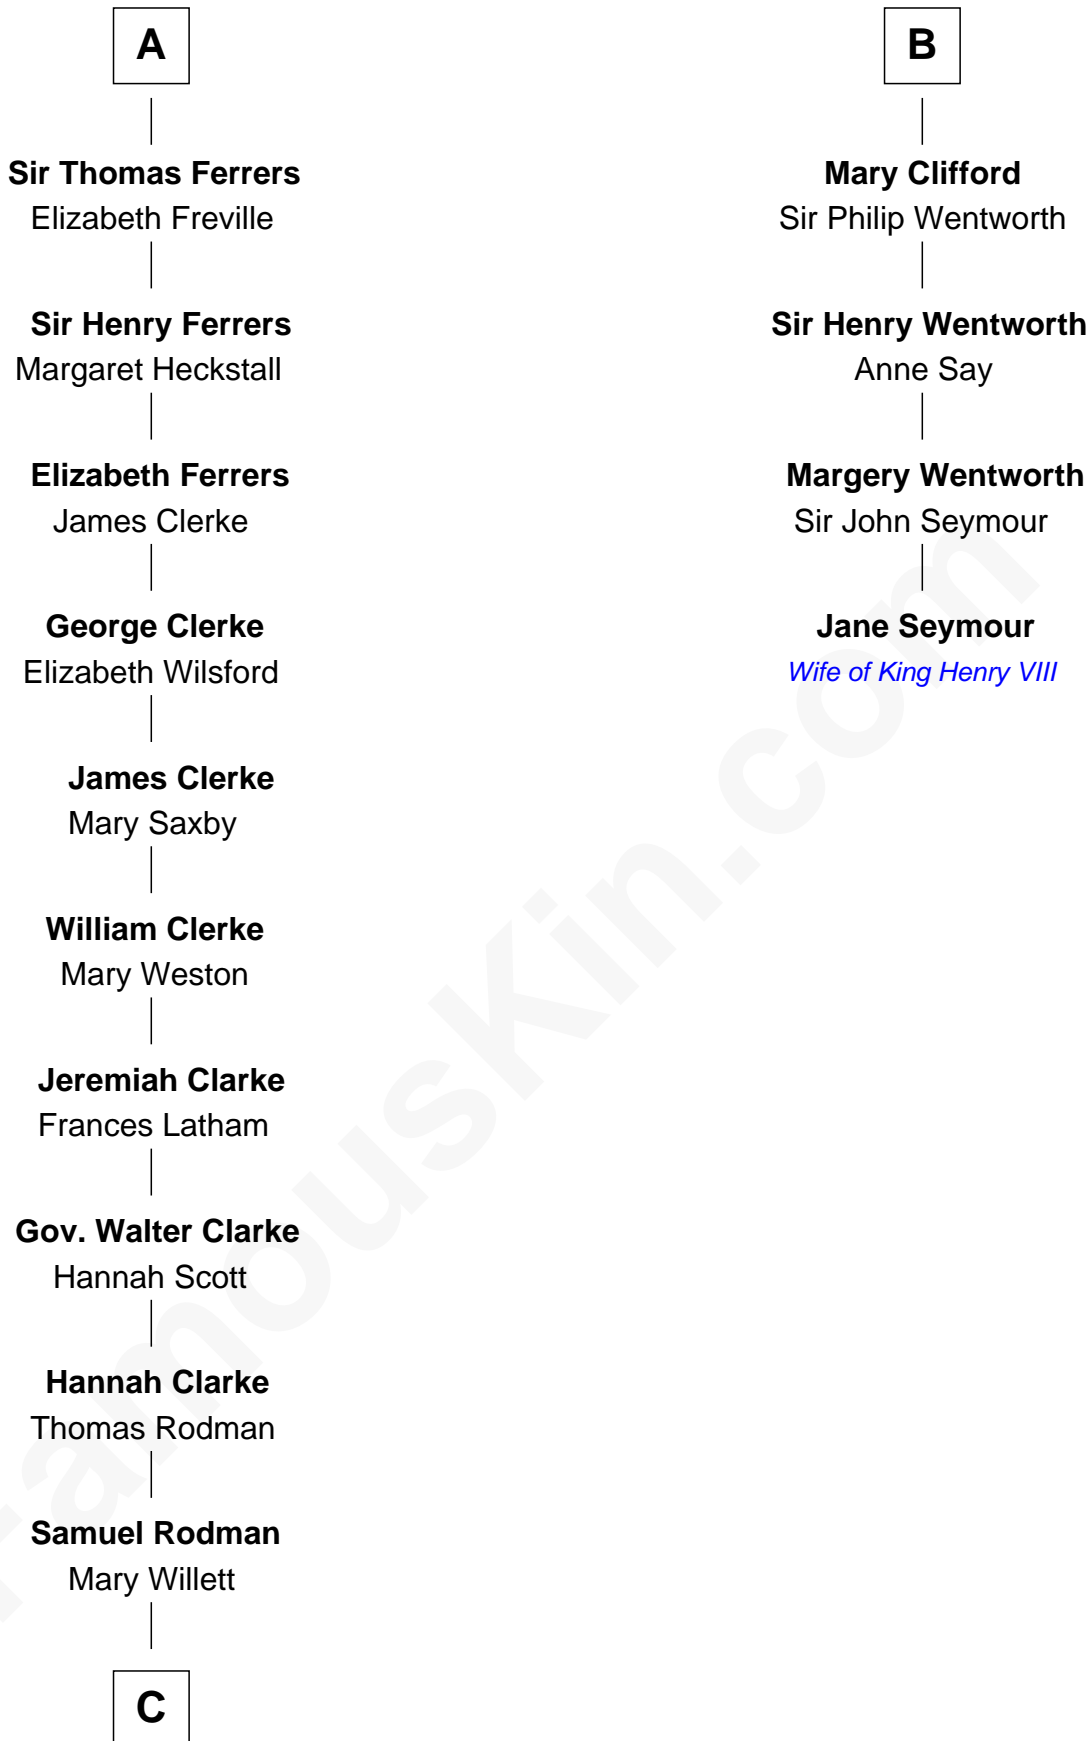 A
Sir Thomas Ferrers
Elizabeth Freville
Sir Henry Ferrers
Margaret Heckstall
Elizabeth Ferrers
James Clerke
George Clerke
Elizabeth Wilsford
James Clerke
Mary Saxby
William Clerke
Mary Weston
Jeremiah Clarke
Frances Latham
Gov. Walter Clarke
Hannah Scott
Hannah Clarke
Thomas Rodman
Samuel Rodman
Mary Willett
C
B
Mary Clifford
Sir Philip Wentworth
Sir Henry Wentworth
Anne Say
Margery Wentworth
Sir John Seymour
Jane Seymour
Wife of King Henry VIII
FamousKin.com